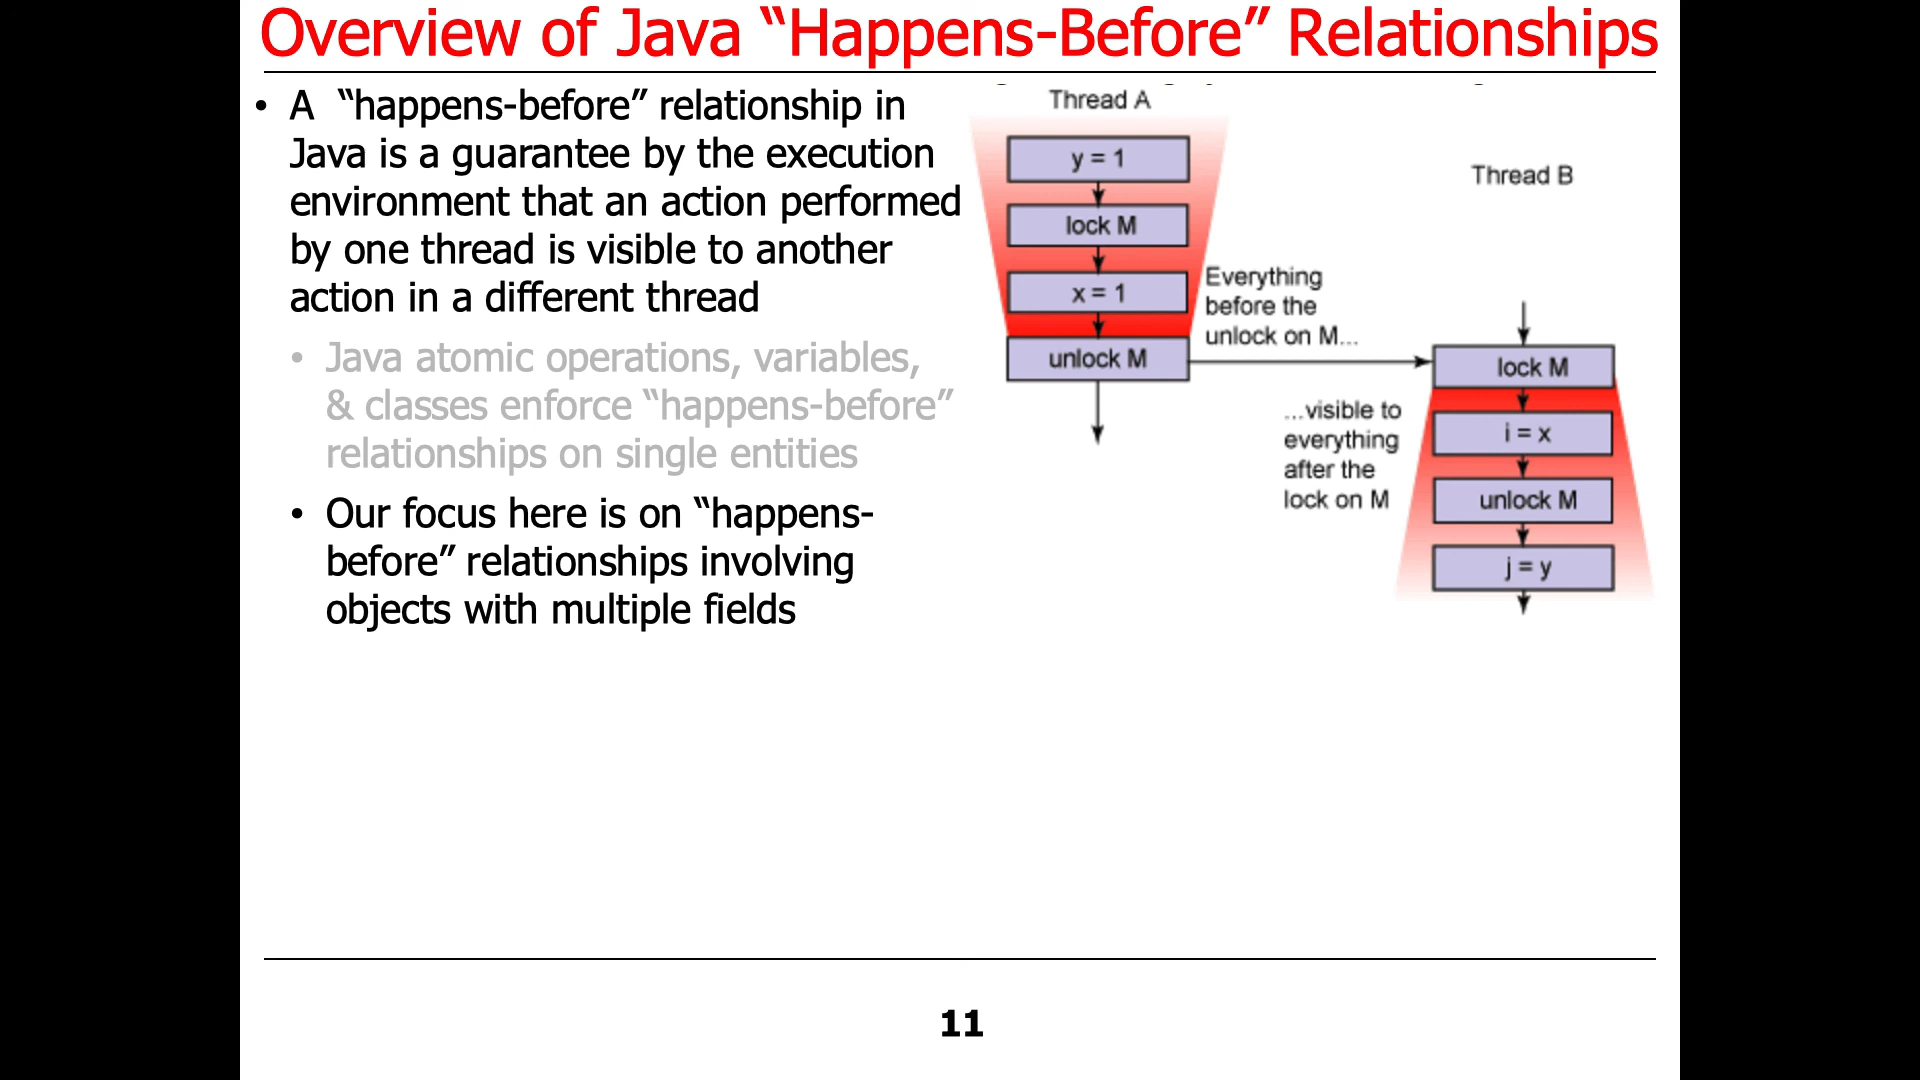 Overview of Java “Happens-Before” Relationships
• A “happens-before” relationship in
Java is a guarantee by the execution
environment that an action performed
by one thread is visible to another
action in a different thread
• Java atomic operations, variables,
& classes enforce “happens-before”
relationships on single entities
• Our focus here is on “happens-
before” relationships involving
objects with multiple fields
Thread A
y = 1
lock M
x = 1
unlock M
Everything
before the
unlock on M...
Thread B
lock M
i = x
unlock M
j = y
...visible to
everything
after the
lock on M
11